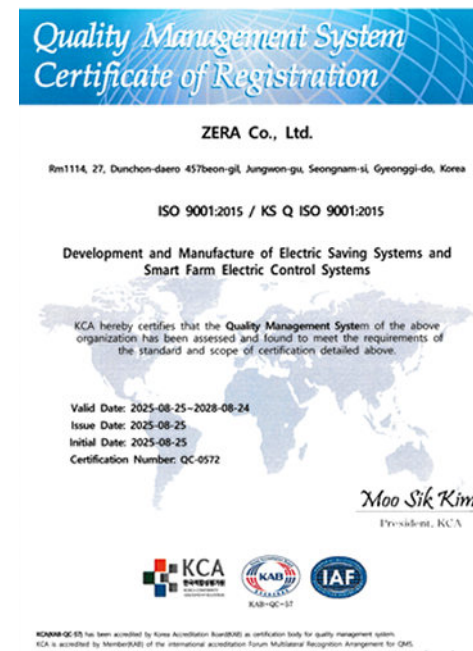 Quality Management System
Certificate of Registration
ZERA Co., Ltd.
Rm1114, 27, Dunchon-daero 457beon-gil, Jungwon-gu, Seongnam-si, Gyeonggi-do, Korea
ISO 9001:2015 / KS Q ISO 9001:2015
Development and Manufacture of Electric Saving Systems and
Smart Farm Electric Control Systems
KCA hereby certifies that the Quality Management System of the above
organization has been assessed and found to meet the requirements of
the standard and scope of certification detailed above.
Valid Date: 2025-08-25~2028-08-24
Issue Date: 2025-08-25
Initial Date: 2025-08-25
Certification Number: QC-0572
Moo Sik Kim
President, KCA
KCA
한국적합성평가원
KAB
IAF
KAB-QC-57
KCA(KAB-QC-57) has been accredited by Korea Accreditation Board(KAB) as certification body for quality management system.
KCA is accredited by Member(KAB) of the international accreditation Forum Multilateral Recognition Arrangement for QMS.